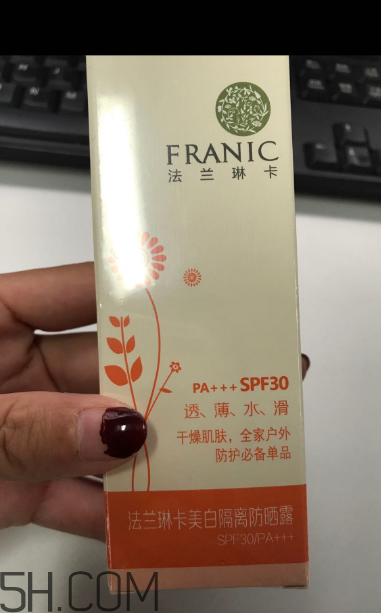 FRANIC
法兰琳卡
PA+++ SPF30
透、薄、水、滑
干燥肌肤，全家户外
防护必备单品
法兰琳卡美白隔离防晒露
SPF30/PA+++
5H.COM